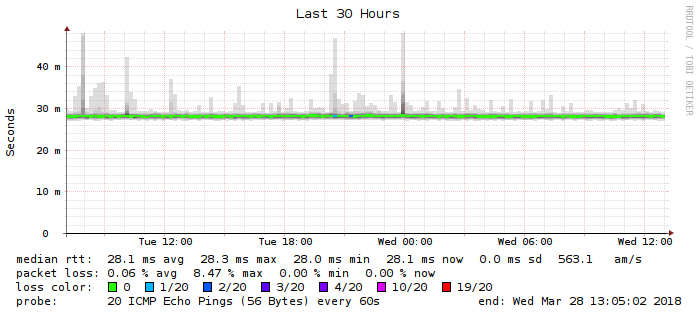 Last 30 Hours
RRDTOOL / TOBI OETIKER
Seconds
40 m
30 m
20 m
10 m
0
Tue 12:00 Tue 18:00 Wed 00:00 Wed 06:00 Wed 12:00
median rtt: 28.1 ms avg 28.3 ms max 28.0 ms min 28.1 ms now 0.0 ms sd 563.1 am/s
packet loss: 0.06 % avg 8.47 % max 0.00 % min 0.00 % now
loss color: 0 1/20 2/20 3/20 4/20 10/20 19/20
probe: 20 ICMP Echo Pings (56 Bytes) every 60s end: Wed Mar 28 13:05:02 2018